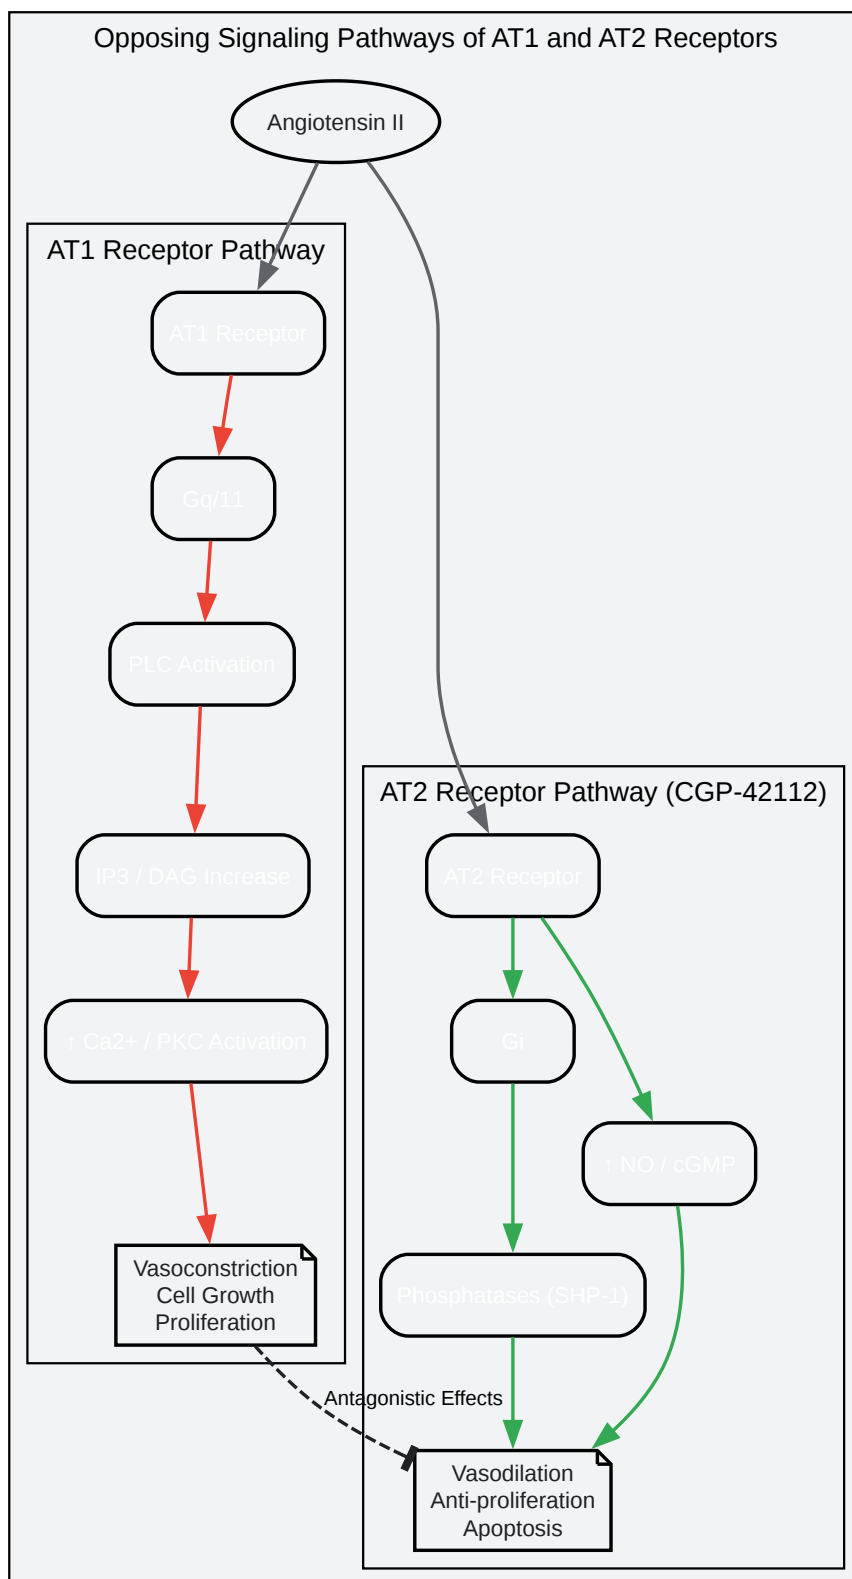 Opposing Signaling Pathways of AT1 and AT2 Receptors
Angiotensin II
AT1 Receptor Pathway
AT1 Receptor
Gq/11
PLC Activation
IP3 / DAG Increase
↑ Ca2+ / PKC Activation
Vasoconstriction
Cell Growth
Proliferation
AT2 Receptor Pathway (CGP-42112)
AT2 Receptor
Gi
↑ NO / cGMP
Phosphatases (SHP-1)
Antagonistic Effects
Vasodilation
Anti-proliferation
Apoptosis